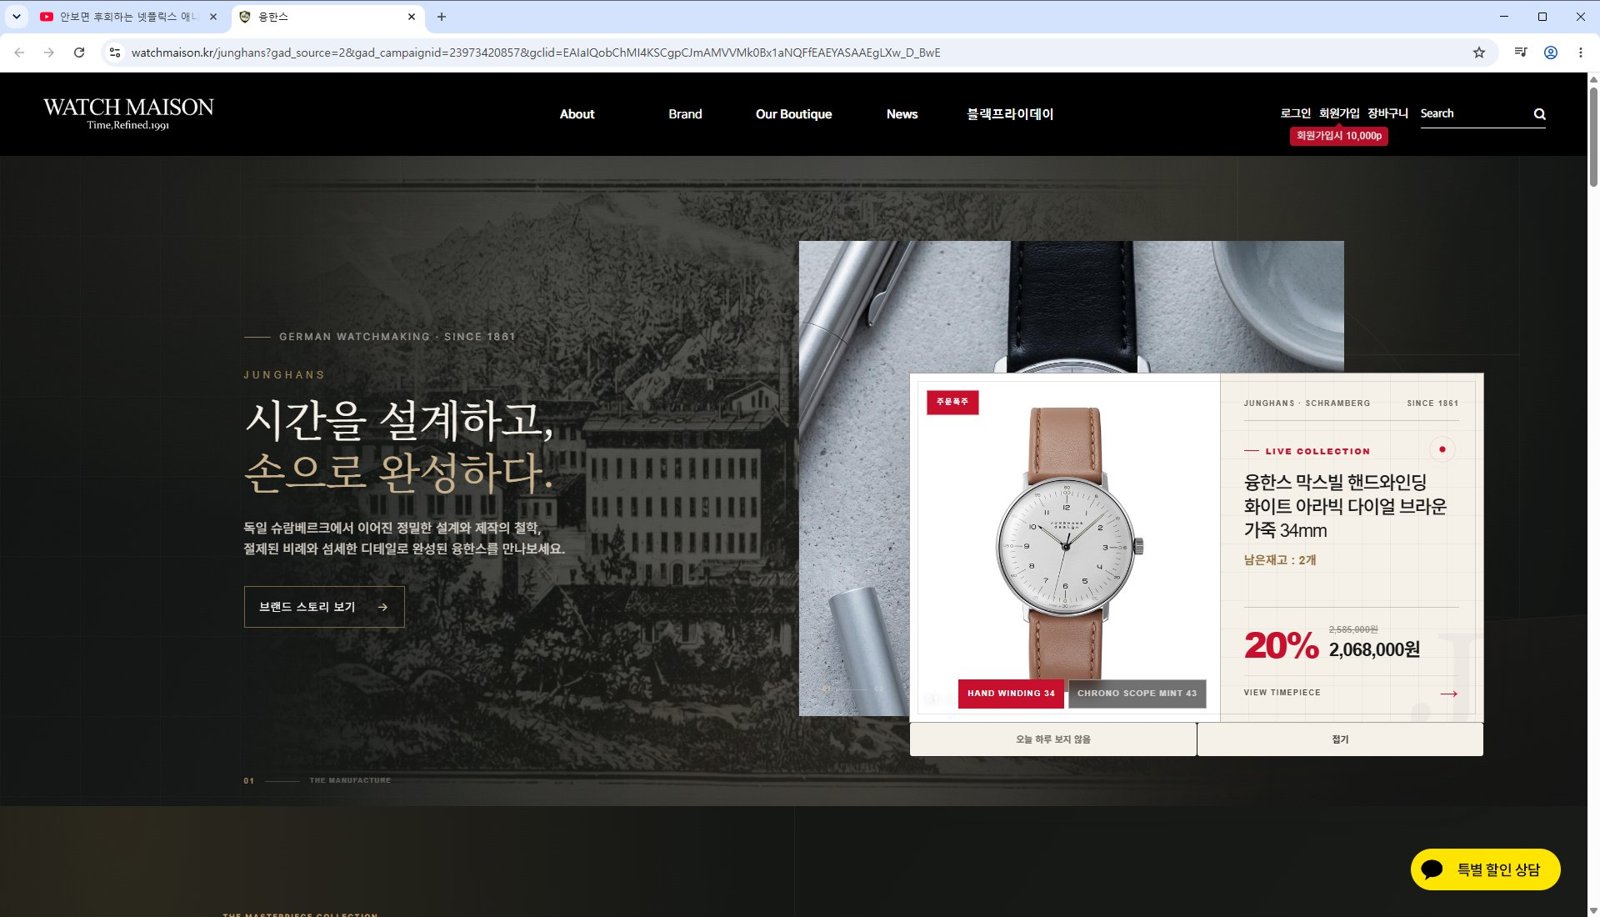 안보면 후회하는 넷플릭스 애니
융한스
watchmaison.kr/junghans?gad_source=2&gad_campaignid=23973420857&gclid=EAIaIQobChMI4KSCgpCJmAMVVMk0Bx1aNQFfEAEYASAAEgLXw_D_BwE
WATCH MAISON
Time,Refined.1991
About
Brand
Our Boutique
News
블랙프라이데이
로그인
회원가입
장바구니
Search
회원가입시 10,000p
GERMAN WATCHMAKING · SINCE 1861
JUNGHANS
시간을 설계하고,
손으로 완성하다.
독일 슈람베르크에서 이어진 정밀한 설계와 제작의 철학,
절제된 비례와 섬세한 디테일로 완성된 융한스를 만나보세요.
브랜드 스토리 보기 →
01
THE MANUFACTURE
주문폭주
JUNGHANS
HAND WINDING 34
CHRONO SCOPE MINT 43
JUNGHANS · SCHRAMBERG
SINCE 1861
LIVE COLLECTION
융한스 막스빌 핸드와인딩
화이트 아라빅 다이얼 브라운
가죽 34mm
남은재고 : 2개
20%
2,585,000원
2,068,000원
VIEW TIMEPIECE →
오늘 하루 보지 않음
접기
특별 할인 상담
THE MASTERPIECE COLLECTION